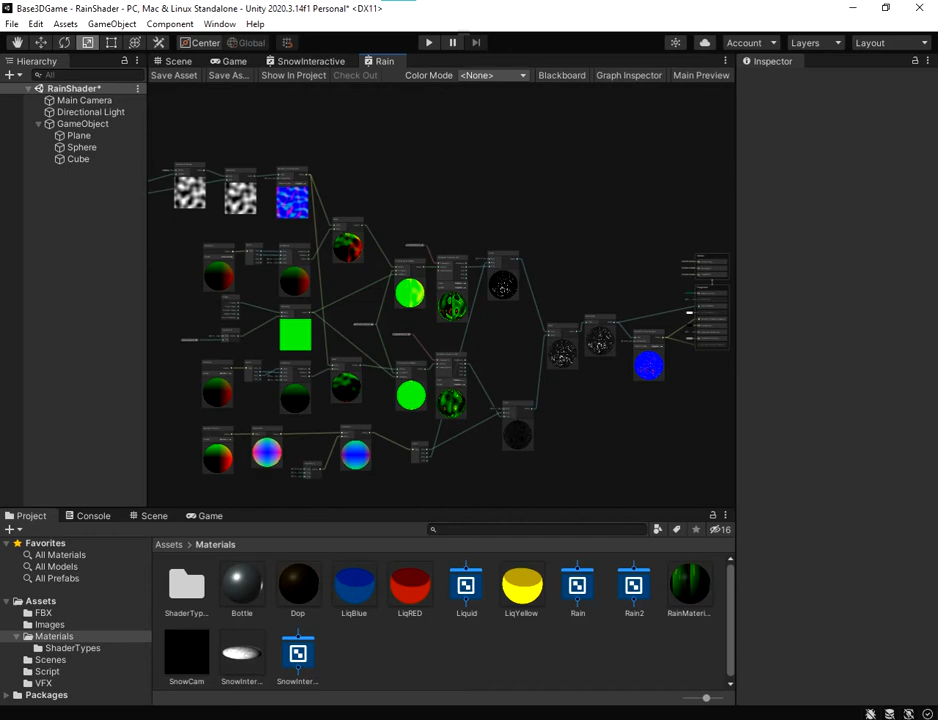 Base3DGame - RainShader - PC, Mac & Linux Standalone - Unity 2020.3.14f1 Personal* <DX11>
File Edit Assets GameObject Component Window Help
Center Global Account Layers Layout
Hierarchy Scene Game SnowInteractive Rain Inspector
All Save Asset Save As... Show In Project Check Out Color Mode <None> Blackboard Graph Inspector Main Preview
RainShader*
Main Camera
Directional Light
GameObject
Plane
Sphere
Cube
Project Console Scene Game
16
Favorites
All Materials
All Models
All Prefabs
Assets
FBX
Images
Materials
ShaderTypes
Scenes
Script
VFX
Packages
Assets > Materials
ShaderTyp... Bottle Dop LiqBlue LiqRED Liquid LiqYellow Rain Rain2 RainMateri...
SnowCam SnowInter... SnowInter...